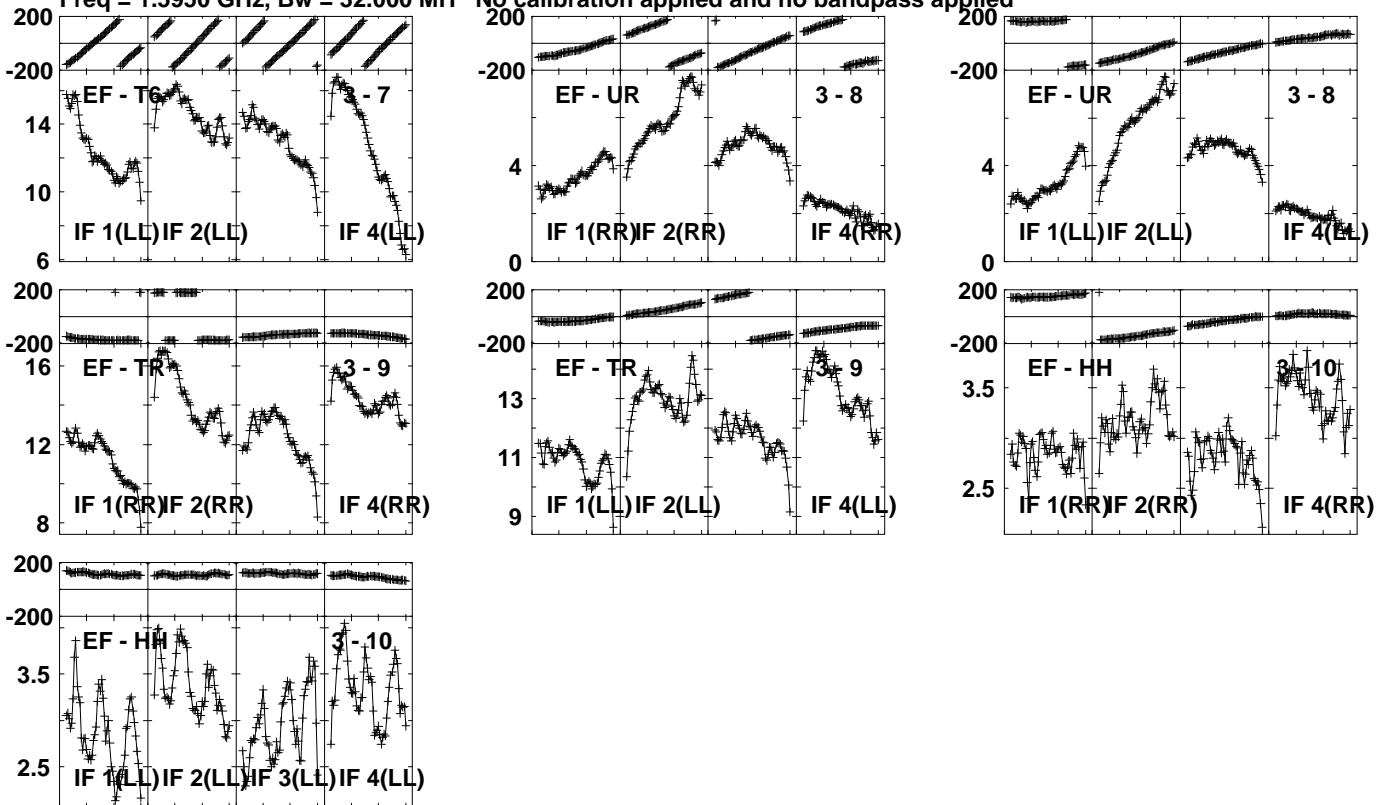 Freq = 1.5950 GHz, Bw = 32.000 MH No calibration applied and no bandpass applied
200
-200
EF - T6 3 - 7
14
10
6
IF 1(LL) IF 2(LL) IF 4(LL)
200
-200
EF - UR 3 - 8
4
0
IF 1(RR) IF 2(RR) IF 4(RR)
200
-200
EF - UR 3 - 8
4
0
IF 1(LL) IF 2(LL) IF 4(LL)
200
-200
16
EF - TR 3 - 9
12
8
IF 1(RR) IF 2(RR) IF 4(RR)
200
-200
EF - TR 3 - 9
13
11
9
IF 1(LL) IF 2(LL) IF 4(LL)
200
-200
EF - HH 3 - 10
3.5
2.5
IF 1(RR) IF 2(RR) IF 4(RR)
200
-200
EF - HH 3 - 10
3.5
2.5
IF 1(LL) IF 2(LL) IF 3(LL) IF 4(LL)